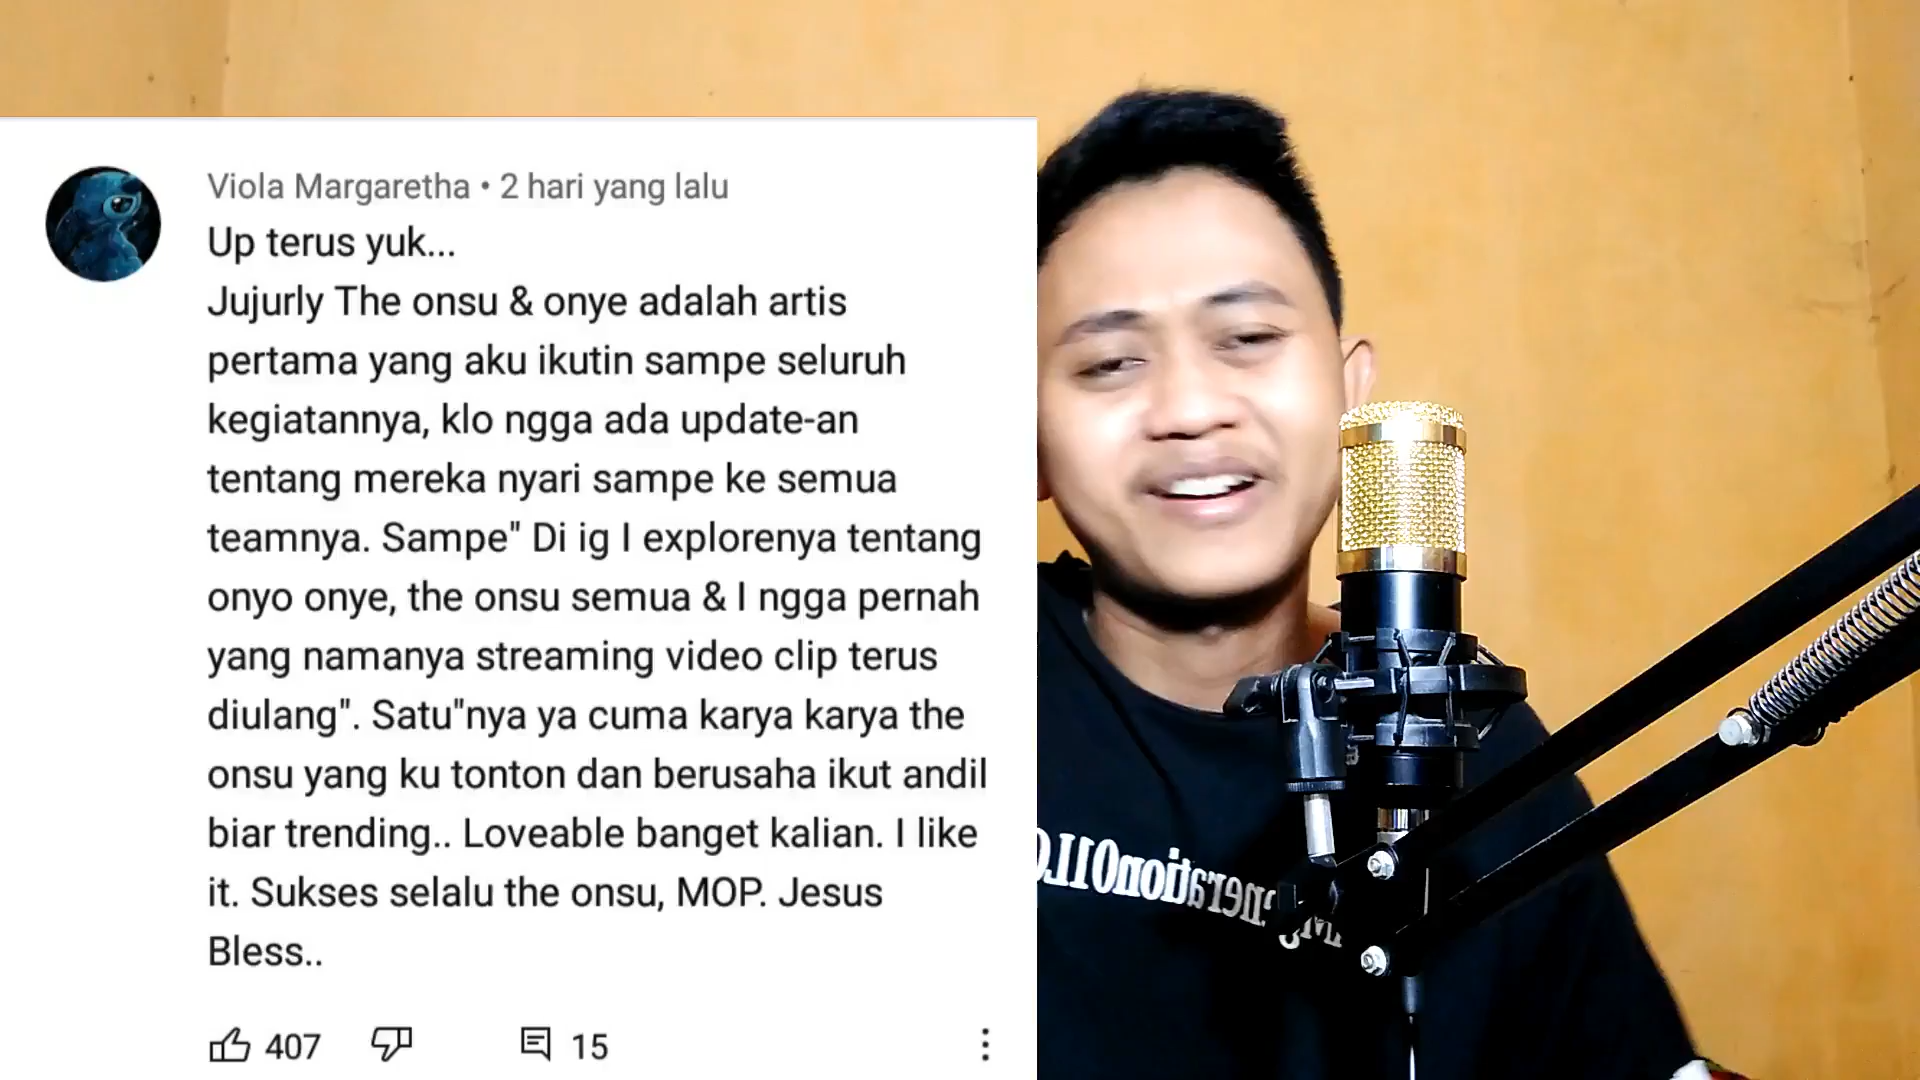 Viola Margaretha • 2 hari yang lalu
Up terus yuk...
Jujurly The onsu & onye adalah artis
pertama yang aku ikutin sampe seluruh
kegiatannya, klo ngga ada update-an
tentang mereka nyari sampe ke semua
teamnya. Sampe" Di ig I explorenya tentang
onyo onye, the onsu semua & I ngga pernah
yang namanya streaming video clip terus
diulang". Satu"nya ya cuma karya karya the
onsu yang ku tonton dan berusaha ikut andil
biar trending.. Loveable banget kalian. I like
it. Sukses selalu the onsu, MOP. Jesus
Bless..
407
15